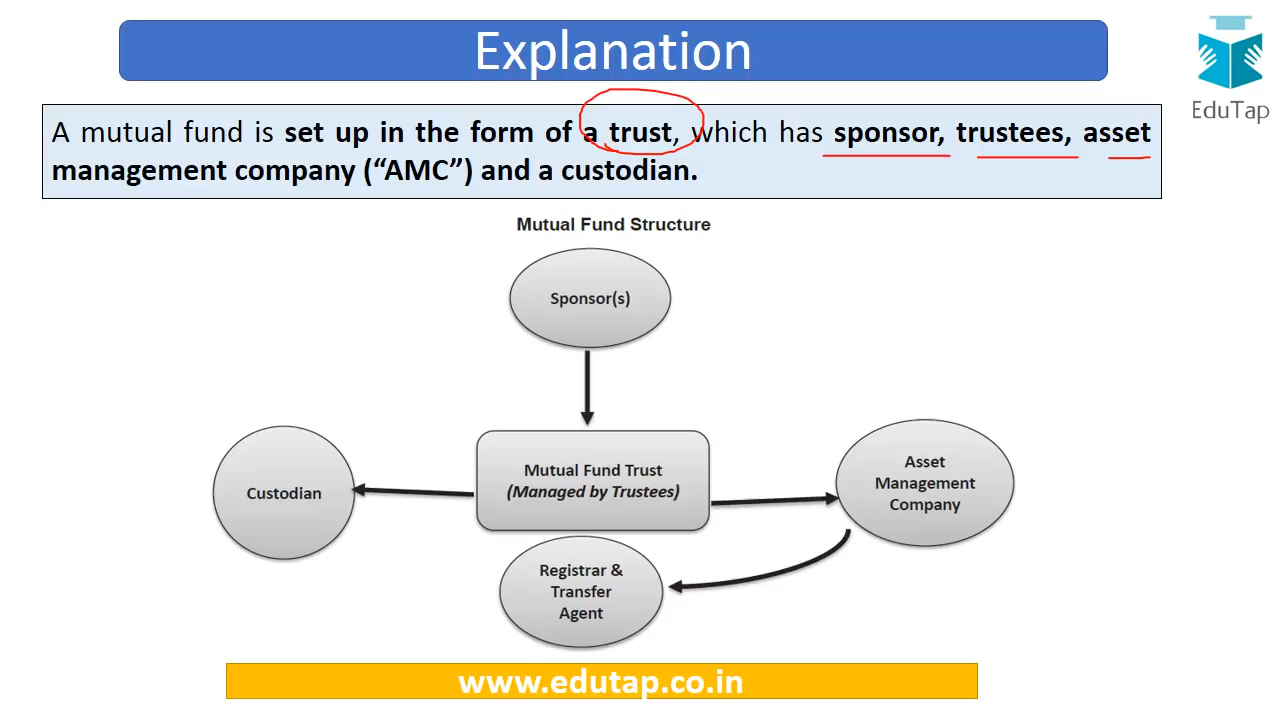 Explanation
EduTap
A mutual fund is set up in the form of a trust, which has sponsor, trustees, asset
management company (“AMC”) and a custodian.
Mutual Fund Structure
Sponsor(s)
Custodian
Mutual Fund Trust
(Managed by Trustees)
Asset
Management
Company
Registrar &
Transfer
Agent
www.edutap.co.in